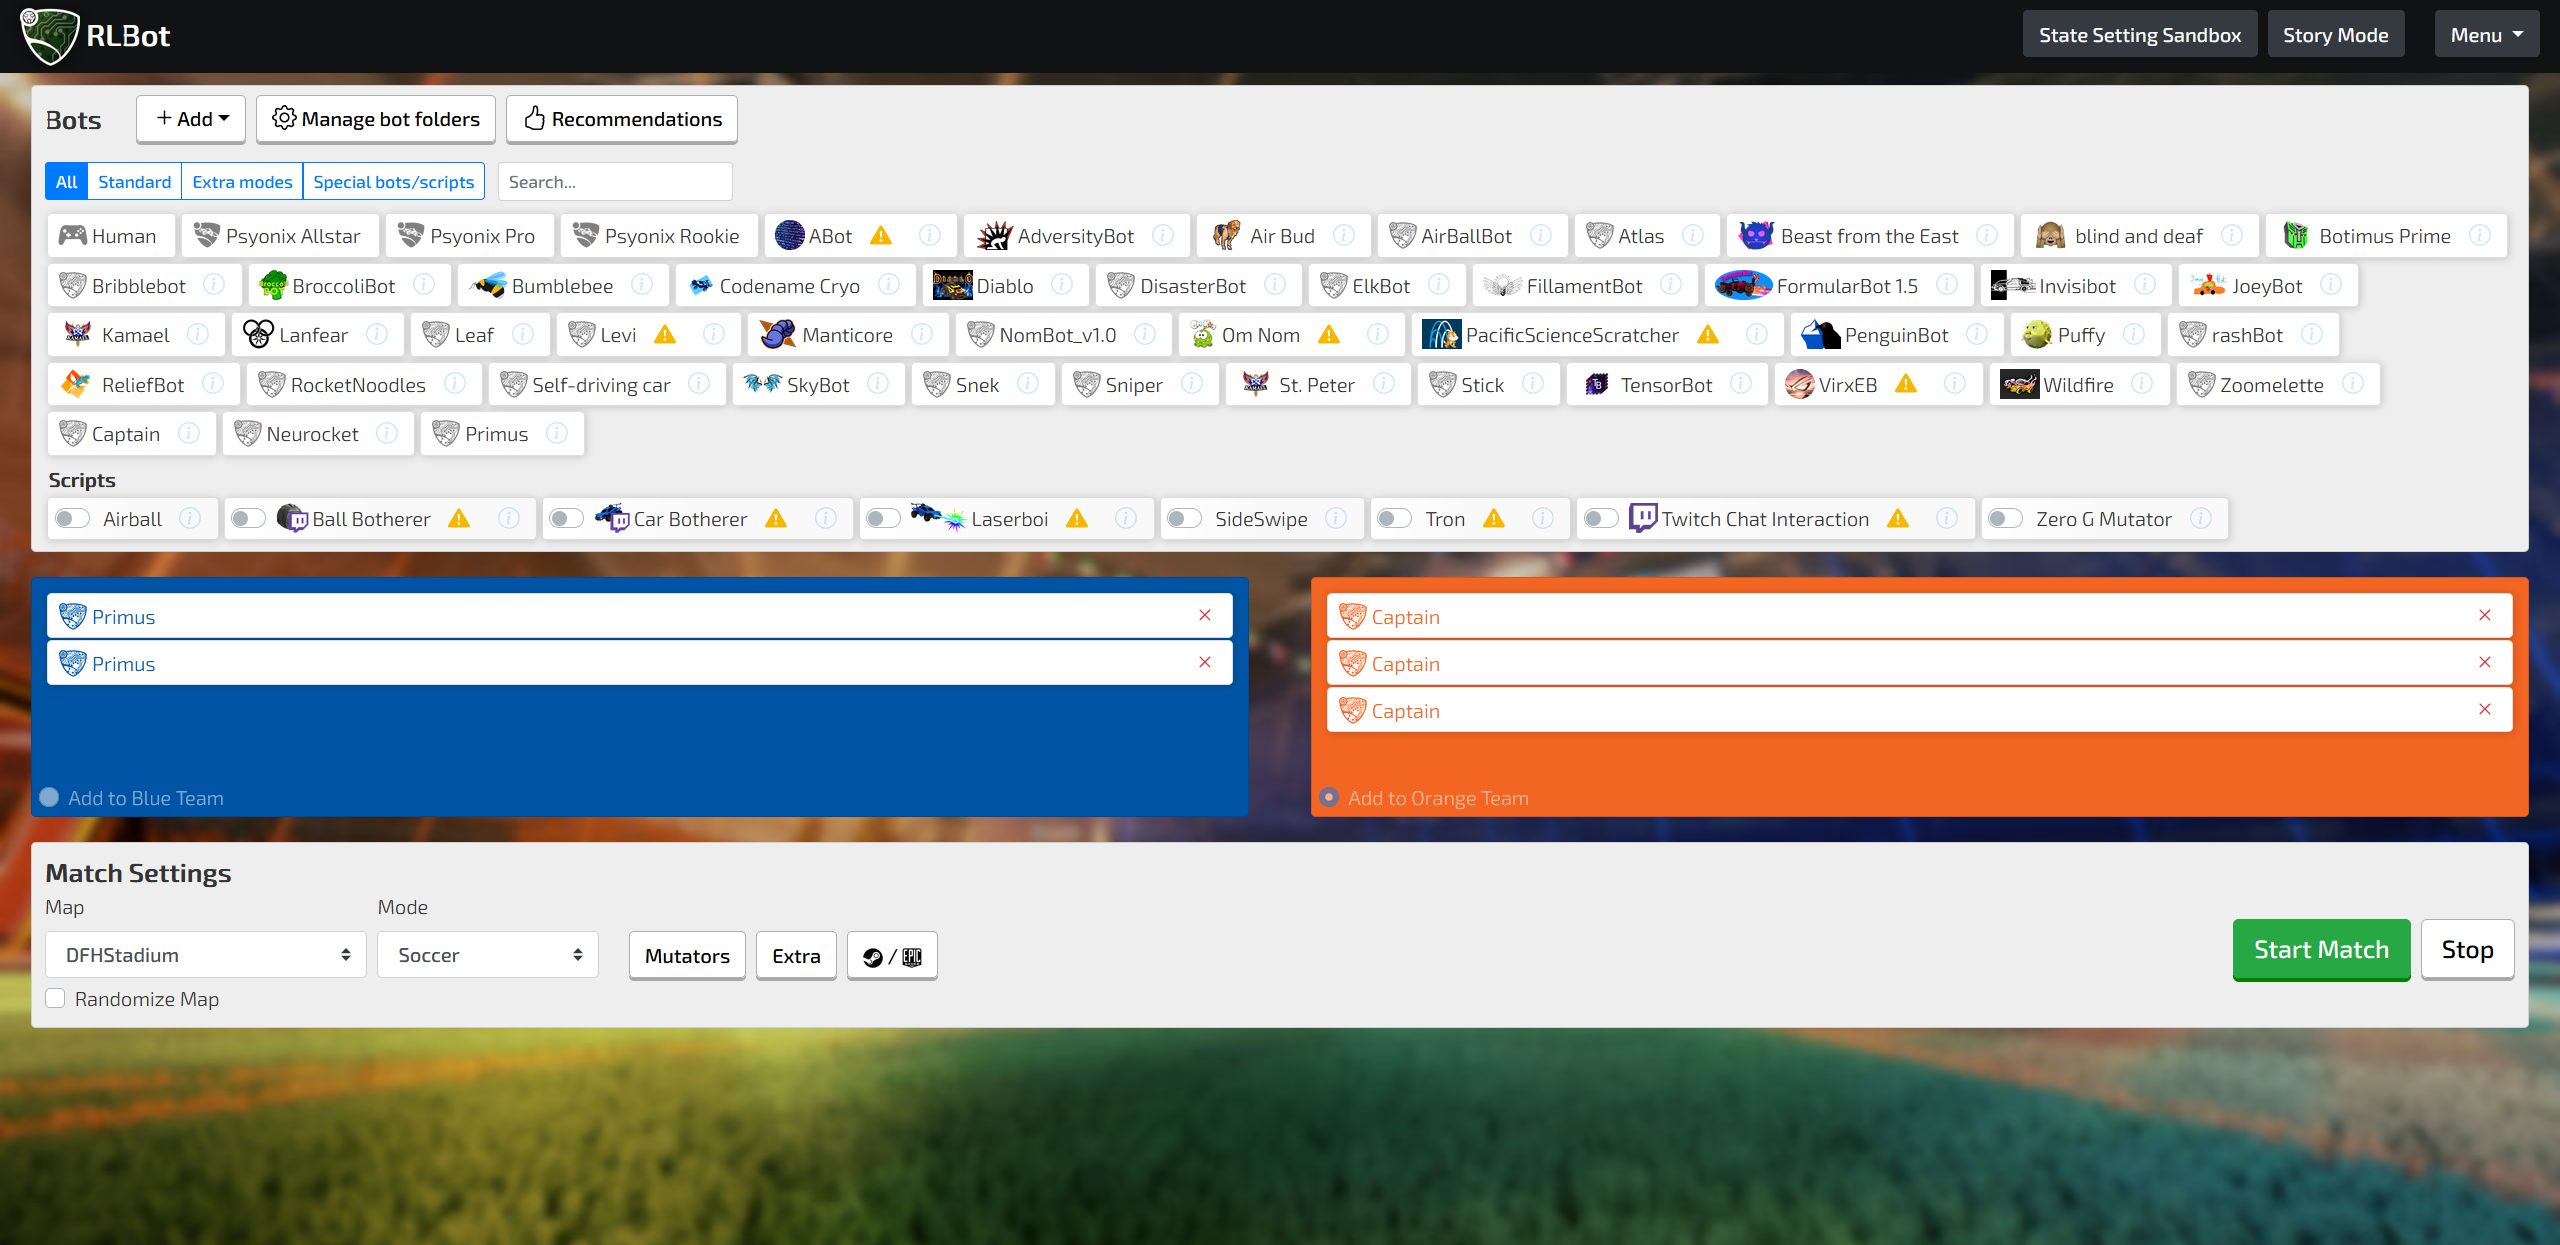 RLBot
State Setting Sandbox Story Mode Menu
Bots + Add Manage bot folders Recommendations
All Standard Extra modes Special bots/scripts Search...
Human Psyonix Allstar Psyonix Pro Psyonix Rookie ABot AdversityBot Air Bud AirBallBot Atlas Beast from the East blind and deaf Botimus Prime
Bribblebot BroccoliBot Bumblebee Codename Cryo Diablo DisasterBot ElkBot FillamentBot FormularBot 1.5 Invisibot JoeyBot
Kamael Lanfear Leaf Levi Manticore NomBot_v1.0 Om Nom PacificScienceScratcher PenguinBot Puffy rashBot
ReliefBot RocketNoodles Self-driving car SkyBot Snek Sniper St. Peter Stick TensorBot VirxEB Wildfire Zoomelette
Captain Neurocket Primus
Scripts
Airball Ball Botherer Car Botherer Laserboi SideSwipe Tron Twitch Chat Interaction Zero G Mutator
Primus
Primus
Add to Blue Team
Captain
Captain
Captain
Add to Orange Team
Match Settings
Map Mode
DFHStadium Soccer Mutators Extra / EPIC Start Match Stop
Randomize Map